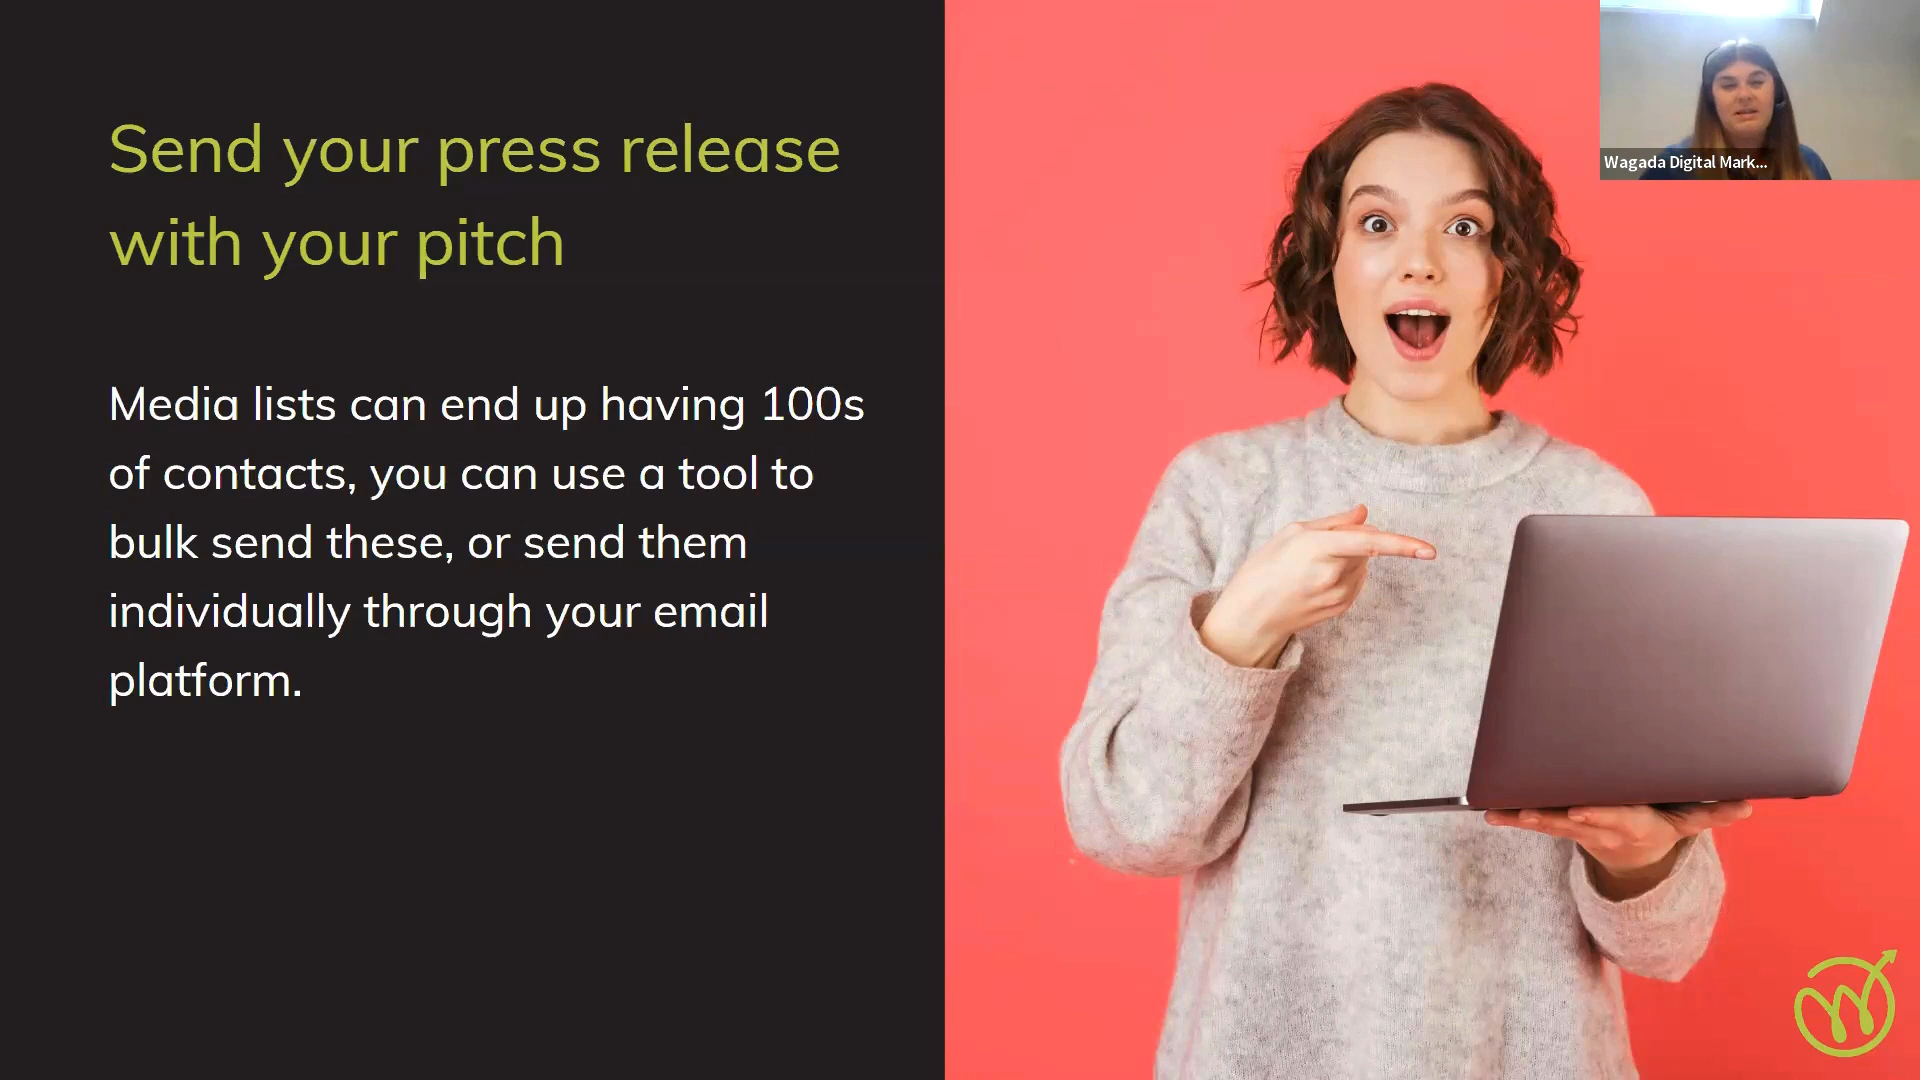 Send your press release
with your pitch
Media lists can end up having 100s
of contacts, you can use a tool to
bulk send these, or send them
individually through your email
platform.
Wagada Digital Mark...